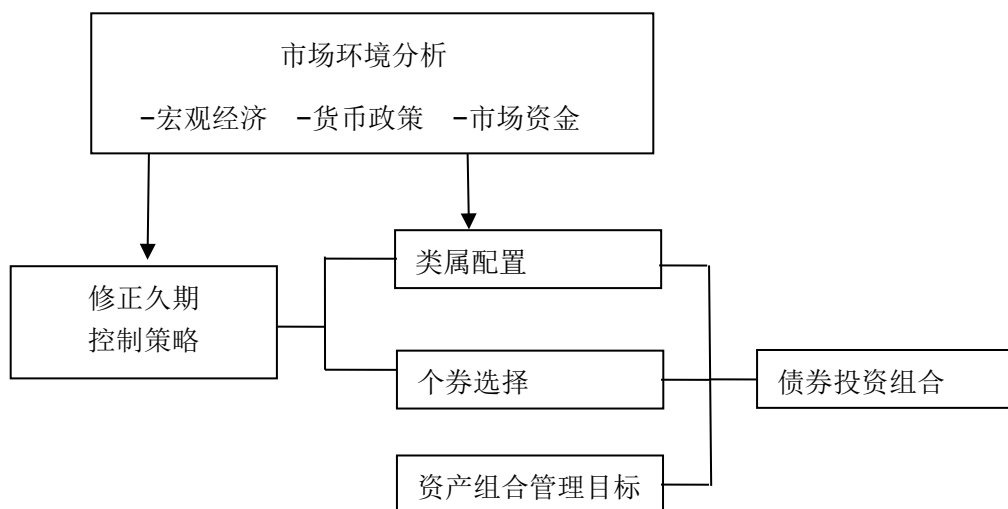 市场环境分析
–宏观经济 –货币政策 –市场资金
类属配置
修正久期
控制策略
个券选择
债券投资组合
资产组合管理目标